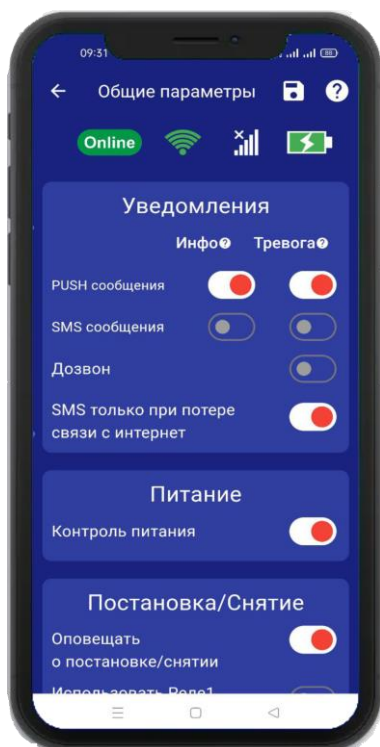 09:31
Общие параметры
Online
Уведомления
Инфо Тревога
PUSH сообщения
SMS сообщения
Дозвон
SMS только при потере
связи с интернет
Питание
Контроль питания
Постановка/Снятие
Оповещать
о постановке/снятии
Использовать Реле1